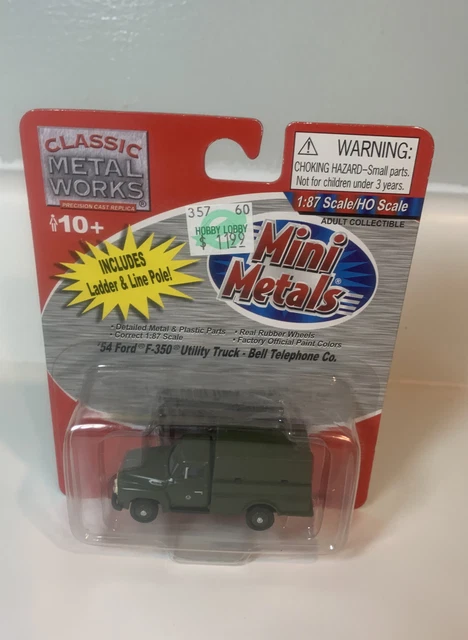 CLASSIC
METAL
WORKS®
PRECISION CAST REPLICA
10+
WARNING:
CHOKING HAZARD–Small parts.
Not for children under 3 years.
1:87 Scale/HO Scale
ADULT COLLECTIBLE
357 60
HOBBY LOBBY
$ 11.99
Mini
Metals®
INCLUDES
Ladder & Line Pole!
• Detailed Metal & Plastic Parts
• Correct 1:87 Scale
• Real Rubber Wheels
• Factory Official Paint Colors
'54 Ford® F-350® Utility Truck - Bell Telephone Co.